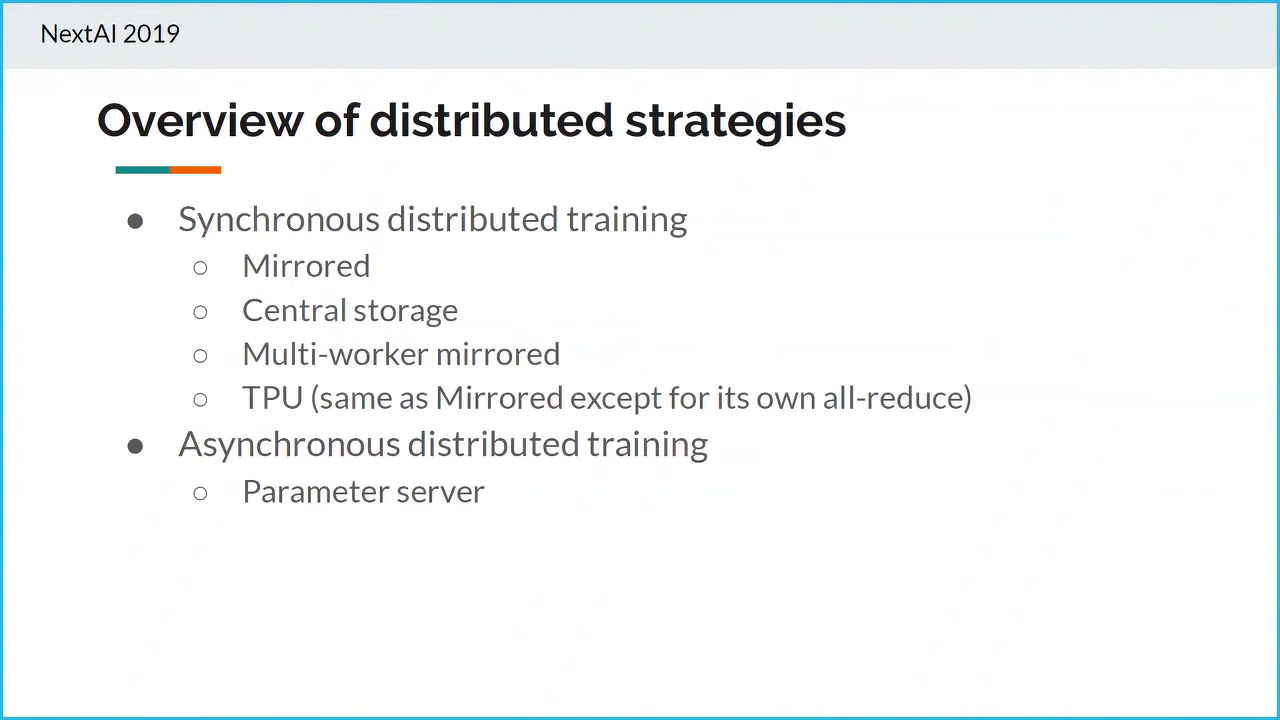 NextAI 2019
Overview of distributed strategies
● Synchronous distributed training
○ Mirrored
○ Central storage
○ Multi-worker mirrored
○ TPU (same as Mirrored except for its own all-reduce)
● Asynchronous distributed training
○ Parameter server